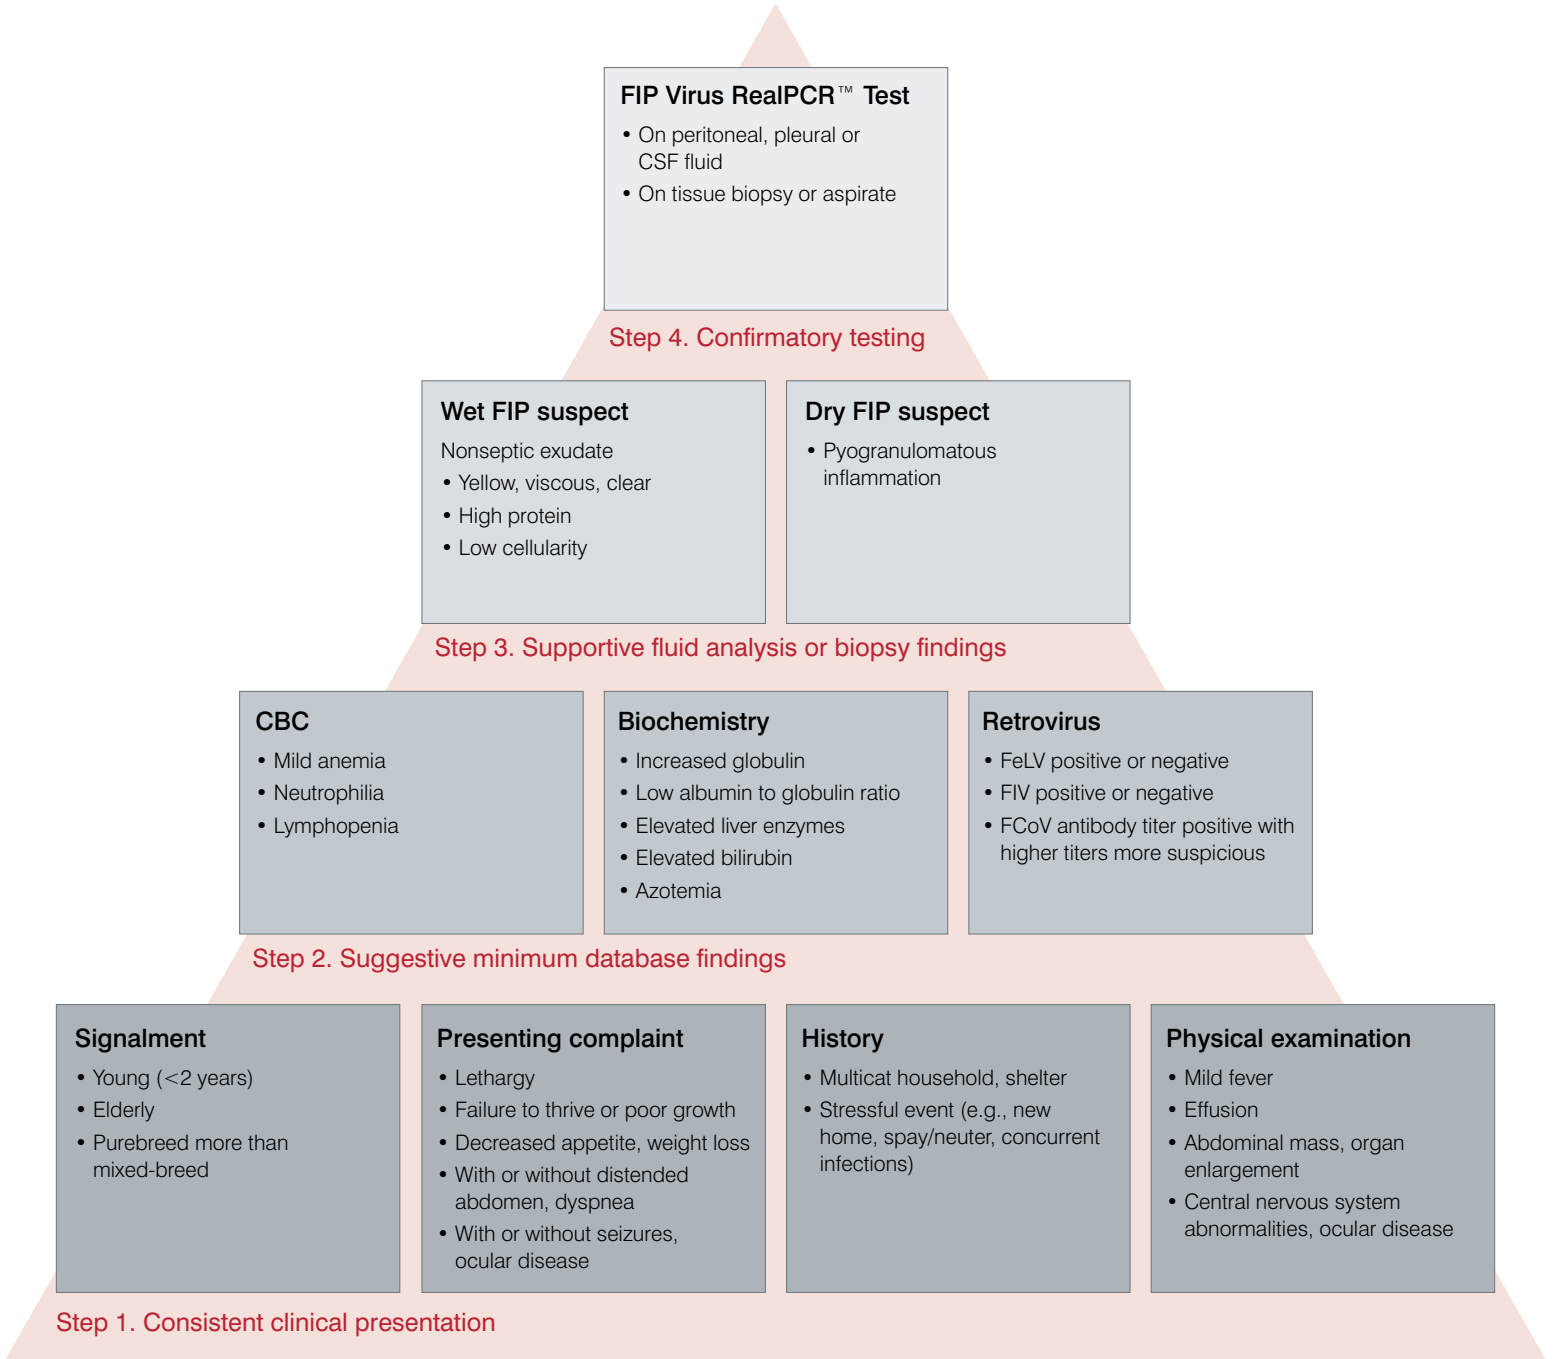 FIP Virus RealPCR™ Test
• On peritoneal, pleural or
CSF fluid
• On tissue biopsy or aspirate
Step 4. Confirmatory testing
Wet FIP suspect
Nonseptic exudate
• Yellow, viscous, clear
• High protein
• Low cellularity
Dry FIP suspect
• Pyogranulomatous
inflammation
Step 3. Supportive fluid analysis or biopsy findings
CBC
• Mild anemia
• Neutrophilia
• Lymphopenia
Biochemistry
• Increased globulin
• Low albumin to globulin ratio
• Elevated liver enzymes
• Elevated bilirubin
• Azotemia
Retrovirus
• FeLV positive or negative
• FIV positive or negative
• FCoV antibody titer positive with
higher titers more suspicious
Step 2. Suggestive minimum database findings
Signalment
• Young (<2 years)
• Elderly
• Purebreed more than
mixed-breed
Presenting complaint
• Lethargy
• Failure to thrive or poor growth
• Decreased appetite, weight loss
• With or without distended
abdomen, dyspnea
• With or without seizures,
ocular disease
History
• Multicat household, shelter
• Stressful event (e.g., new
home, spay/neuter, concurrent
infections)
Physical examination
• Mild fever
• Effusion
• Abdominal mass, organ
enlargement
• Central nervous system
abnormalities, ocular disease
Step 1. Consistent clinical presentation